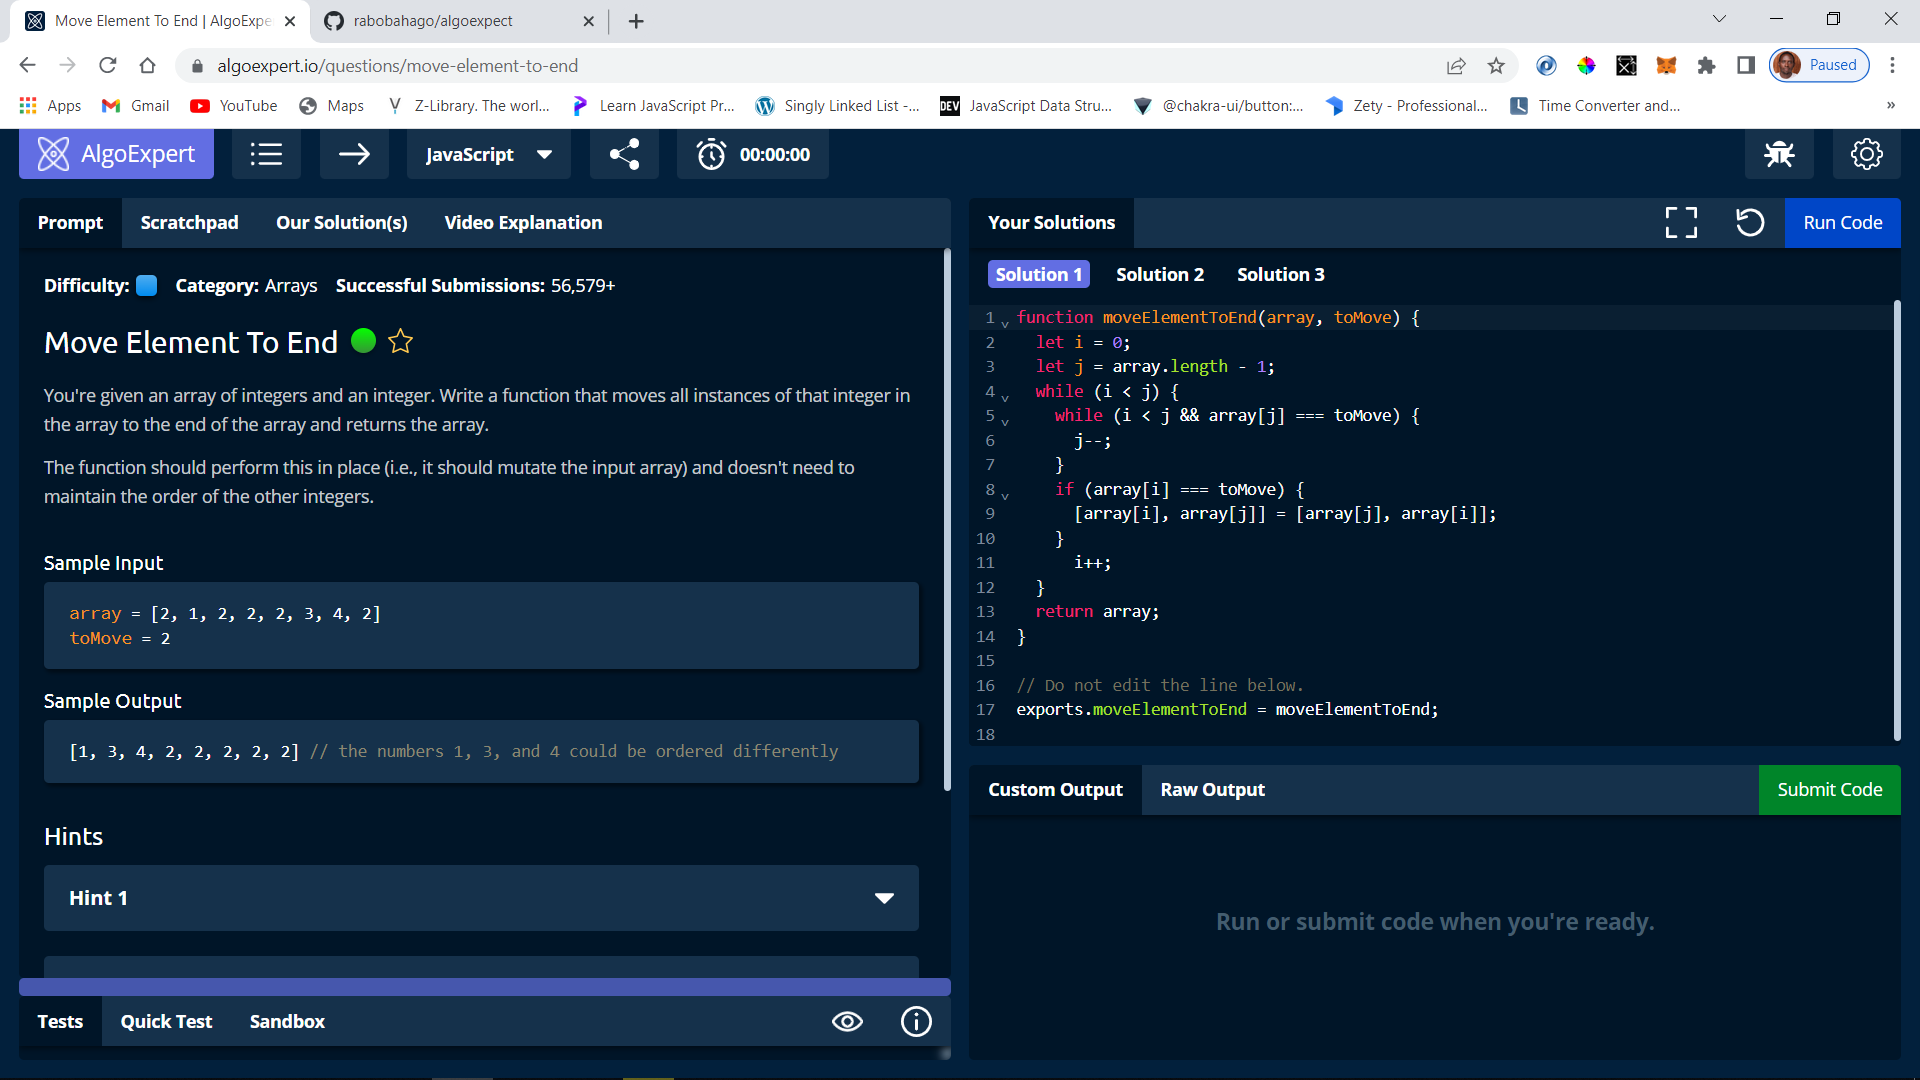 Move Element To End | AlgoExpe
rabobahago/algoexpect
algoexpert.io/questions/move-element-to-end
Paused
Apps
Gmail
YouTube
Maps
Z-Library. The worl...
Learn JavaScript Pr...
Singly Linked List -...
DEV
JavaScript Data Stru...
@chakra-ui/button:...
Zety - Professional...
Time Converter and...
»
AlgoExpert
JavaScript
00:00:00
Prompt
Scratchpad
Our Solution(s)
Video Explanation
Difficulty:
Category: Arrays
Successful Submissions: 56,579+
Move Element To End
You're given an array of integers and an integer. Write a function that moves all instances of that integer in
the array to the end of the array and returns the array.
The function should perform this in place (i.e., it should mutate the input array) and doesn't need to
maintain the order of the other integers.
Sample Input
array = [2, 1, 2, 2, 2, 3, 4, 2]
toMove = 2
Sample Output
[1, 3, 4, 2, 2, 2, 2, 2] // the numbers 1, 3, and 4 could be ordered differently
Hints
Hint 1
Tests
Quick Test
Sandbox
Your Solutions
Run Code
Solution 1
Solution 2
Solution 3
1 function moveElementToEnd(array, toMove) {
2 let i = 0;
3 let j = array.length - 1;
4 while (i < j) {
5 while (i < j && array[j] === toMove) {
6 j--;
7 }
8 if (array[i] === toMove) {
9 [array[i], array[j]] = [array[j], array[i]];
10 }
11 i++;
12 }
13 return array;
14 }
15
16 // Do not edit the line below.
17 exports.moveElementToEnd = moveElementToEnd;
18
Custom Output
Raw Output
Submit Code
Run or submit code when you're ready.